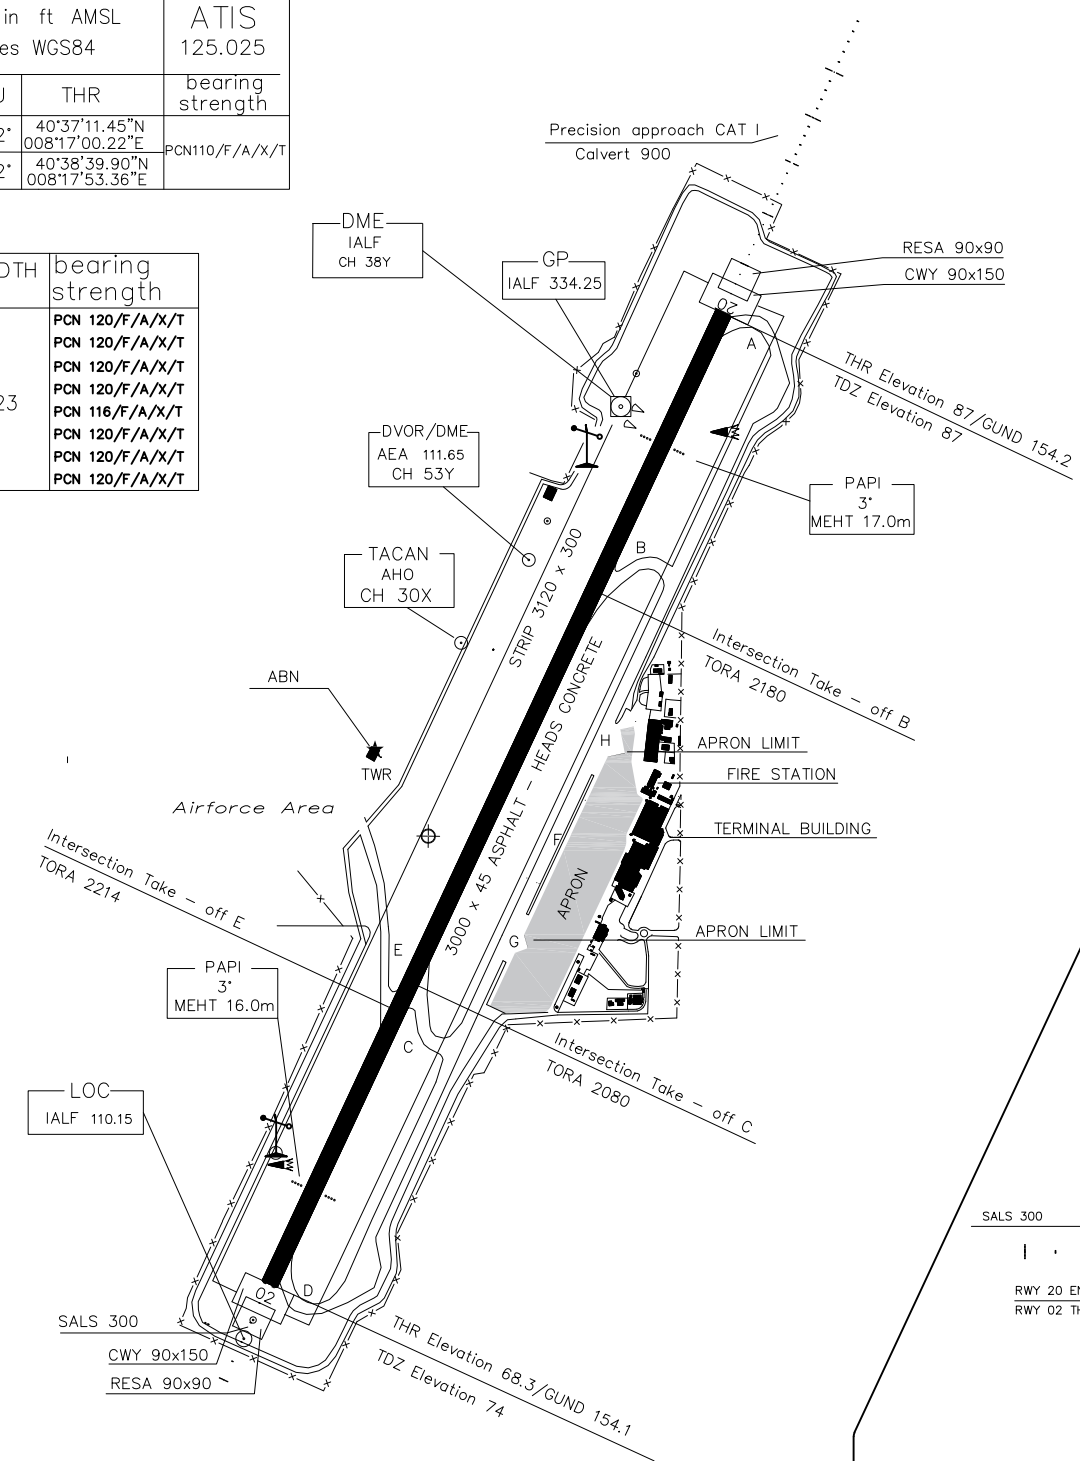 in ft AMSL
es WGS84
ATIS
125.025
THR
bearing
strength
2°
40°37'11.45"N
008°17'00.22"E
PCN110/F/A/X/T
2°
40°38'39.90"N
008°17'53.36"E
DTH
bearing
strength
23
PCN 120/F/A/X/T
PCN 120/F/A/X/T
PCN 120/F/A/X/T
PCN 120/F/A/X/T
PCN 116/F/A/X/T
PCN 120/F/A/X/T
PCN 120/F/A/X/T
PCN 120/F/A/X/T
Precision approach CAT I
Calvert 900
DME
IALF
CH 38Y
GP
IALF 334.25
RESA 90x90
CWY 90x150
20
A
THR Elevation 87/GUND 154.2
TDZ Elevation 87
DVOR/DME
AEA 111.65
CH 53Y
PAPI
3°
MEHT 17.0m
TACAN
AHO
CH 30X
B
STRIP 3120 x 300
Intersection Take - off B
TORA 2180
3000 x 45 ASPHALT - HEADS CONCRETE
ABN
TWR
Airforce Area
H
APRON LIMIT
FIRE STATION
TERMINAL BUILDING
F
APRON
G
APRON LIMIT
Intersection Take - off E
TORA 2214
E
PAPI
3°
MEHT 16.0m
C
Intersection Take - off C
TORA 2080
LOC
IALF 110.15
D
02
SALS 300
CWY 90x150
RESA 90x90
THR Elevation 68.3/GUND 154.1
TDZ Elevation 74
SALS 300
RWY 20 E
RWY 02 T